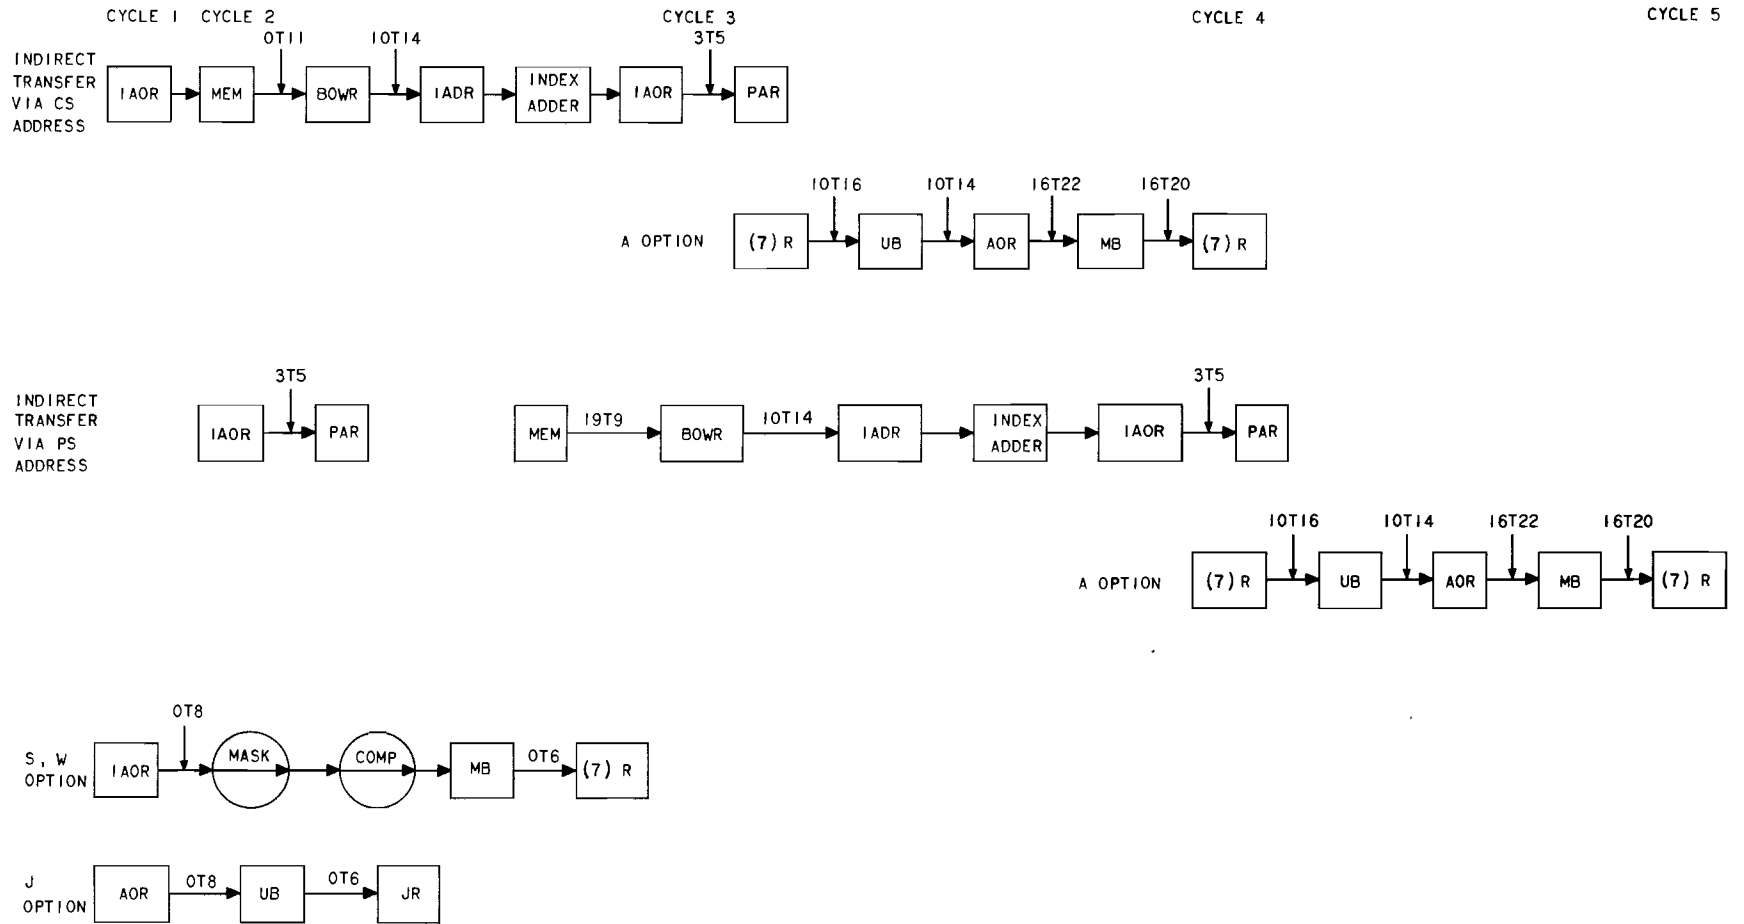 CYCLE 1 CYCLE 2 CYCLE 3 CYCLE 4 CYCLE 5
0T11 10T14 3T5
INDIRECT
TRANSFER
VIA CS
ADDRESS
IAOR MEM BOWR IADR INDEX ADDER IAOR PAR
10T16 10T14 16T22 16T20
A OPTION (7) R UB AOR MB (7) R
3T5 3T5
INDIRECT
TRANSFER
VIA PS
ADDRESS
IAOR PAR MEM 19T9 BOWR 10T14 IADR INDEX ADDER IAOR PAR
10T16 10T14 16T22 16T20
A OPTION (7) R UB AOR MB (7) R
0T8
S, W
OPTION
IAOR MASK COMP MB 0T6 (7) R
J
OPTION
AOR 0T8 UB 0T6 JR